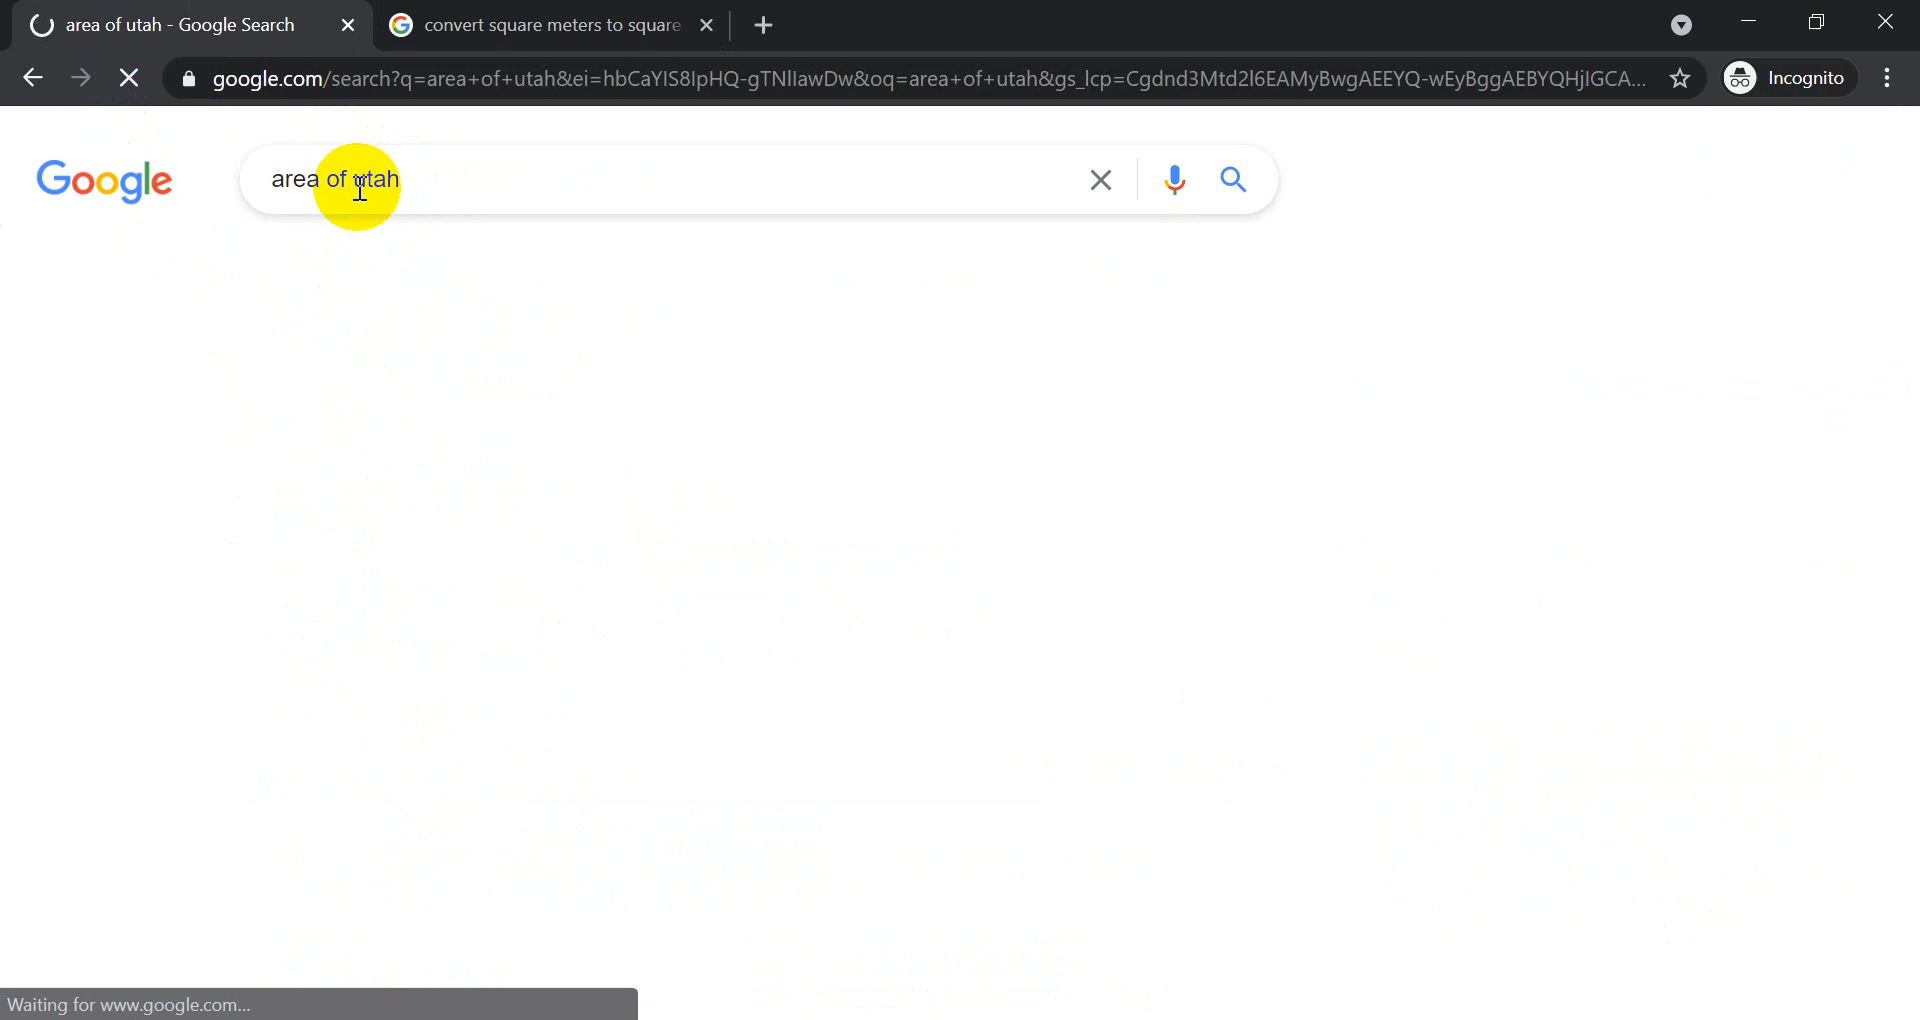 area of utah - Google Search
convert square meters to square
google.com/search?q=area+of+utah&ei=hbCaYIS8IpHQ-gTNlIawDw&oq=area+of+utah&gs_lcp=Cgdnd3Mtd2l6EAMyBwgAEEYQ-wEyBggAEBYQHjIGCA...
Incognito
Google
area of utah
Waiting for www.google.com...